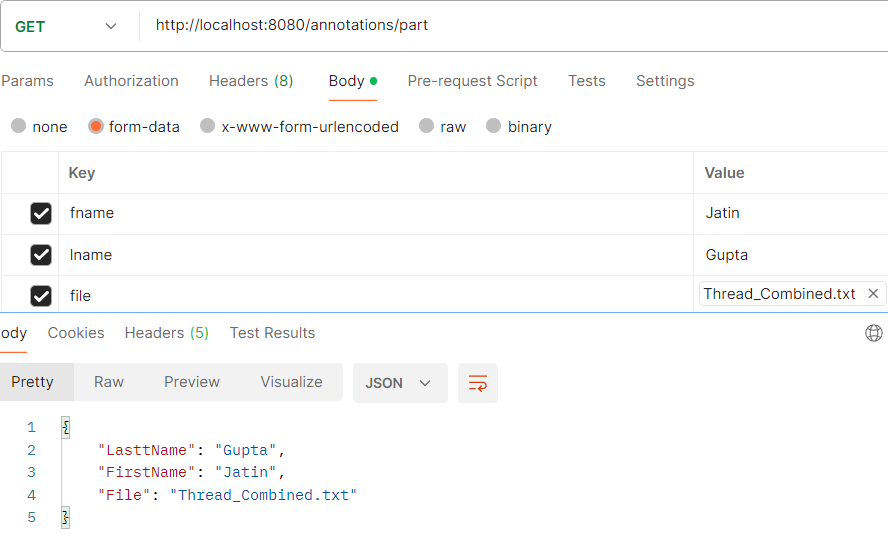 GET http://localhost:8080/annotations/part
Params Authorization Headers (8) Body Pre-request Script Tests Settings
none form-data x-www-form-urlencoded raw binary
Key Value
fname Jatin
lname Gupta
file Thread_Combined.txt
ody Cookies Headers (5) Test Results
Pretty Raw Preview Visualize JSON
1 {
2 "LasttName": "Gupta",
3 "FirstName": "Jatin",
4 "File": "Thread_Combined.txt"
5 }